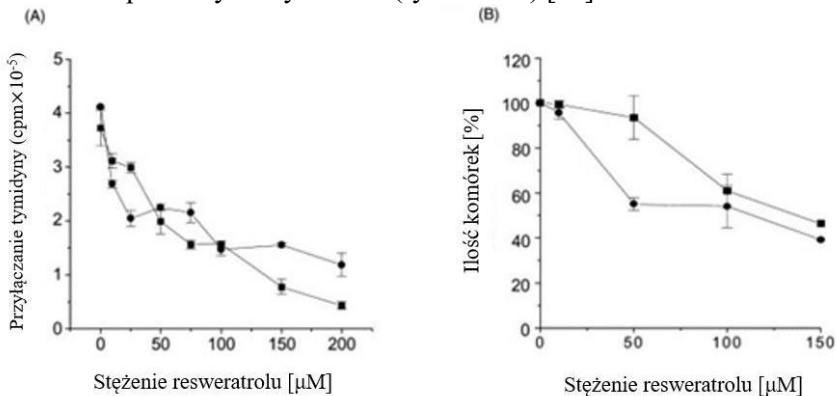 (A)
(B)
Przyłączanie tymidyny (cpm×10⁻⁵)
5
4
3
2
1
0
0 50 100 150 200
Stężenie resweratrolu [µM]
Ilość komórek [%]
120
100
80
60
40
20
0
0 50 100 150
Stężenie resweratrolu [µM]